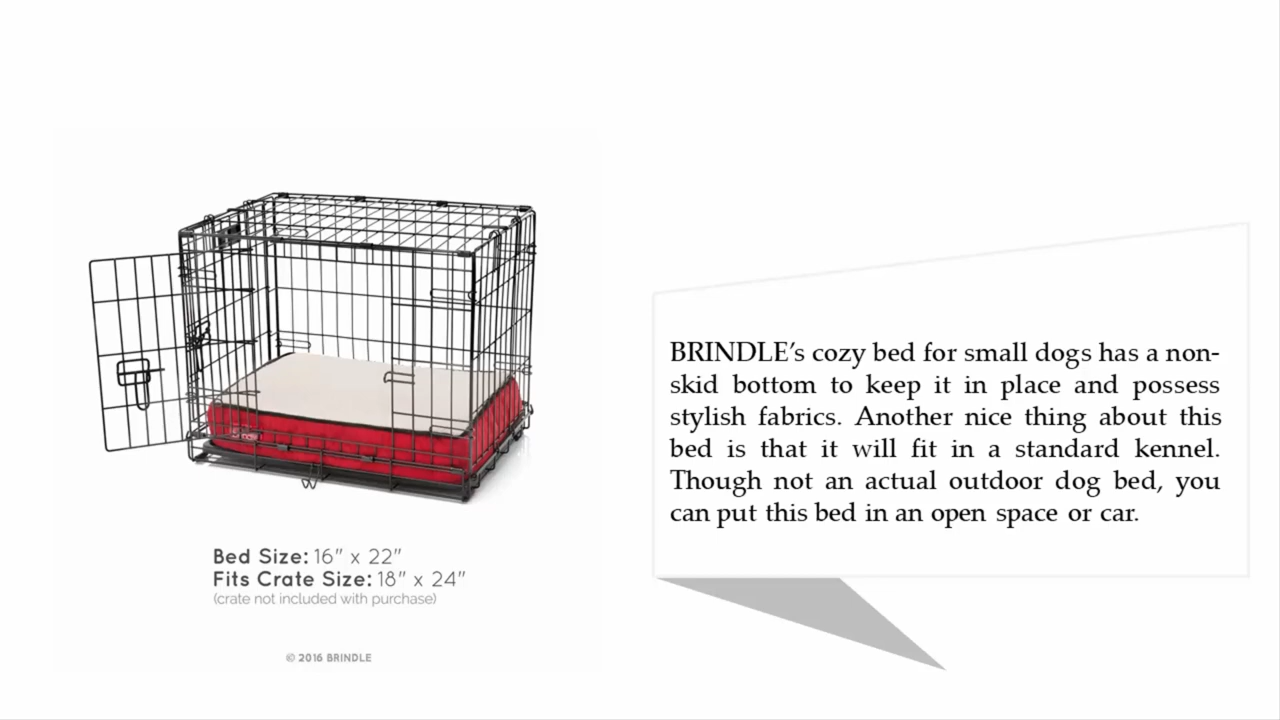 Bed Size: 16" x 22"
Fits Crate Size: 18" x 24"
(crate not included with purchase)
© 2016 BRINDLE
BRINDLE’s cozy bed for small dogs has a non-
skid bottom to keep it in place and possess
stylish fabrics. Another nice thing about this
bed is that it will fit in a standard kennel.
Though not an actual outdoor dog bed, you
can put this bed in an open space or car.